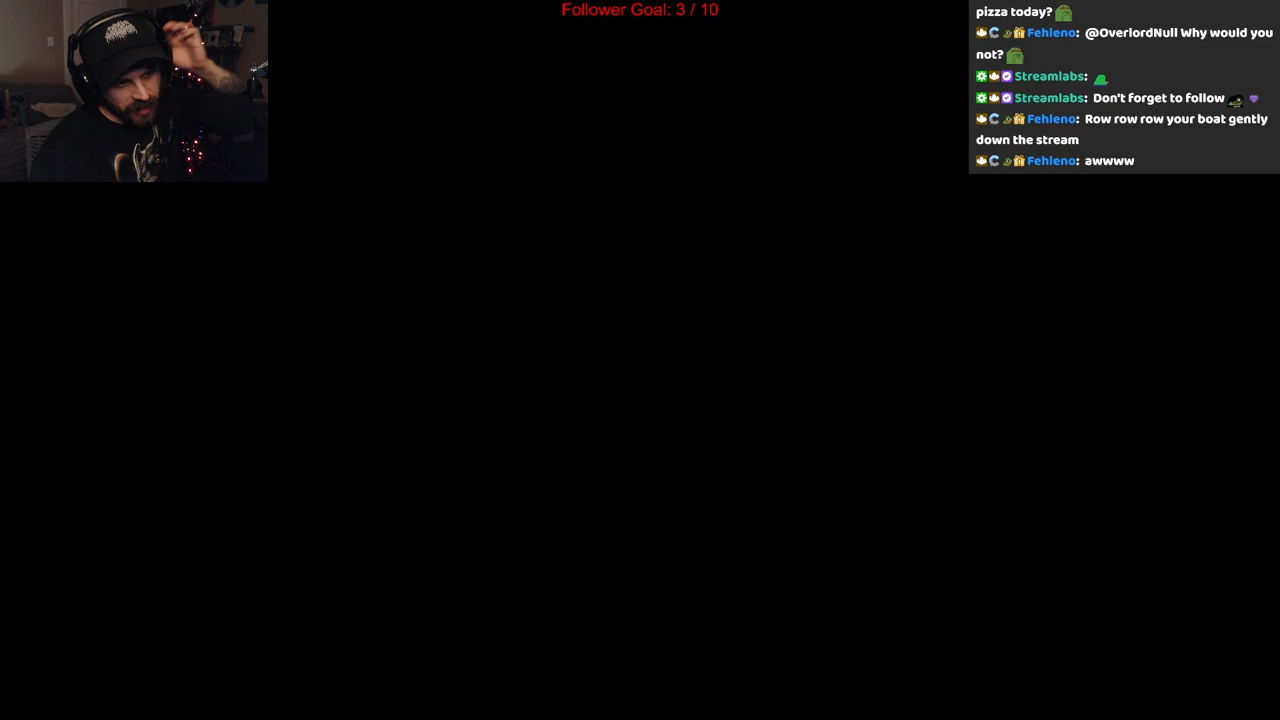 Follower Goal: 3 / 10
pizza today?
Fehleno: @OverlordNull Why would you
not?
Streamlabs:
Streamlabs: Don't forget to follow
Fehleno: Row row row your boat gently
down the stream
Fehleno: awwww